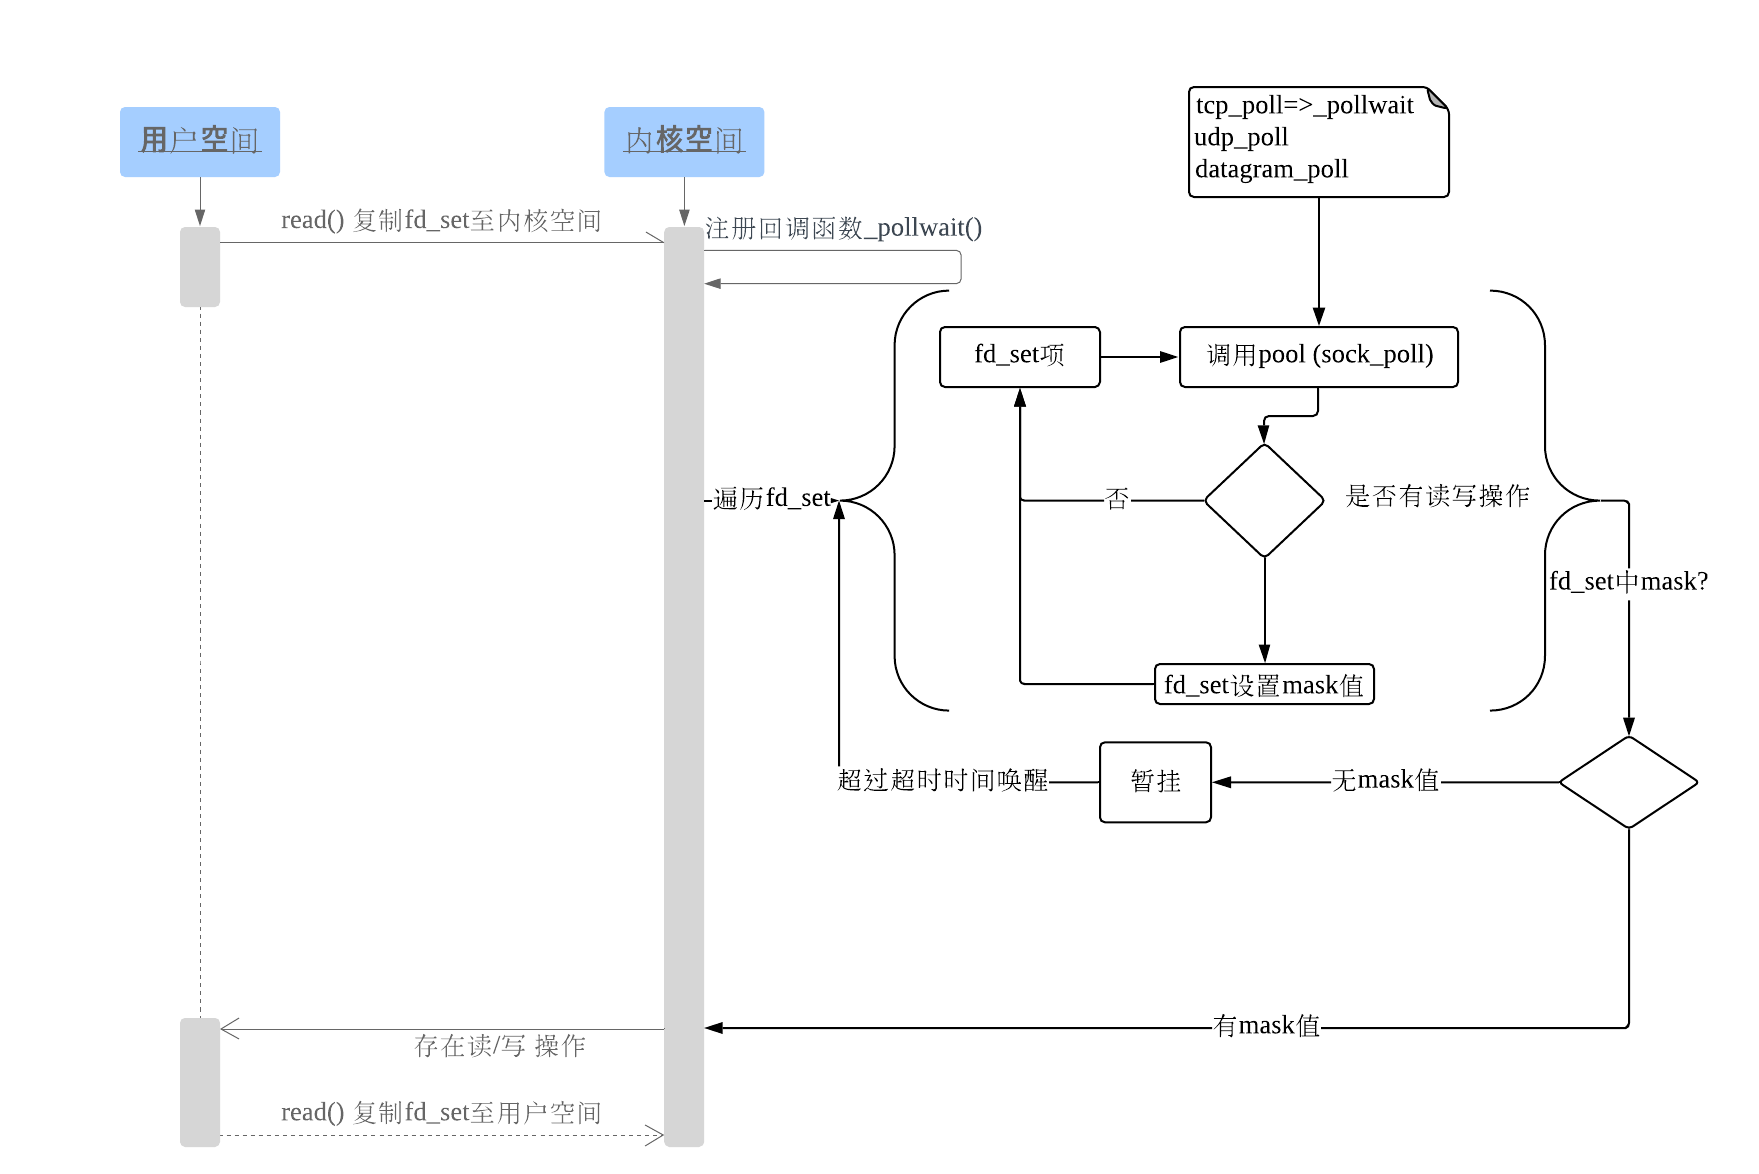 tcp_poll=>_pollwait
udp_poll
datagram_poll
用户空间
内核空间
read() 复制fd_set至内核空间
注册回调函数_pollwait()
fd_set项
调用pool (sock_poll)
遍历fd_set
否
是否有读写操作
fd_set中mask?
fd_set设置mask值
超过超时时间唤醒
暂挂
无mask值
有mask值
存在读/写 操作
read() 复制fd_set至用户空间